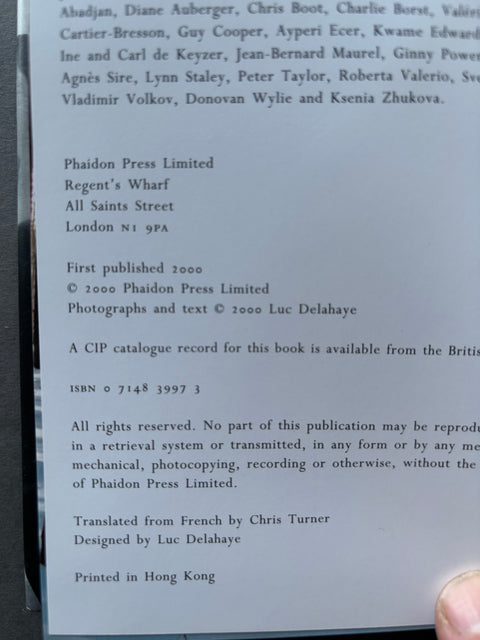 Abadjan, Diane Auberger, Chris Boot, Charlie Borst,
Cartier-Bresson, Guy Cooper, Ayperi Ecer, Kwame
Ine and Carl de Keyzer, Jean-Bernard Maurel, Ginny
Agnès Sire, Lynn Staley, Peter Taylor, Roberta Valerio,
Vladimir Volkov, Donovan Wylie and Ksenia Zhukova.
Phaidon Press Limited
Regent's Wharf
All Saints Street
London N1 9PA
First published 2000
© 2000 Phaidon Press Limited
Photographs and text © 2000 Luc Delahaye
A CIP catalogue record for this book is available from the
ISBN 0 7148 3997 3
All rights reserved. No part of this publication may be
in a retrieval system or transmitted, in any form or by any
mechanical, photocopying, recording or otherwise, without the
of Phaidon Press Limited.
Translated from French by Chris Turner
Designed by Luc Delahaye
Printed in Hong Kong